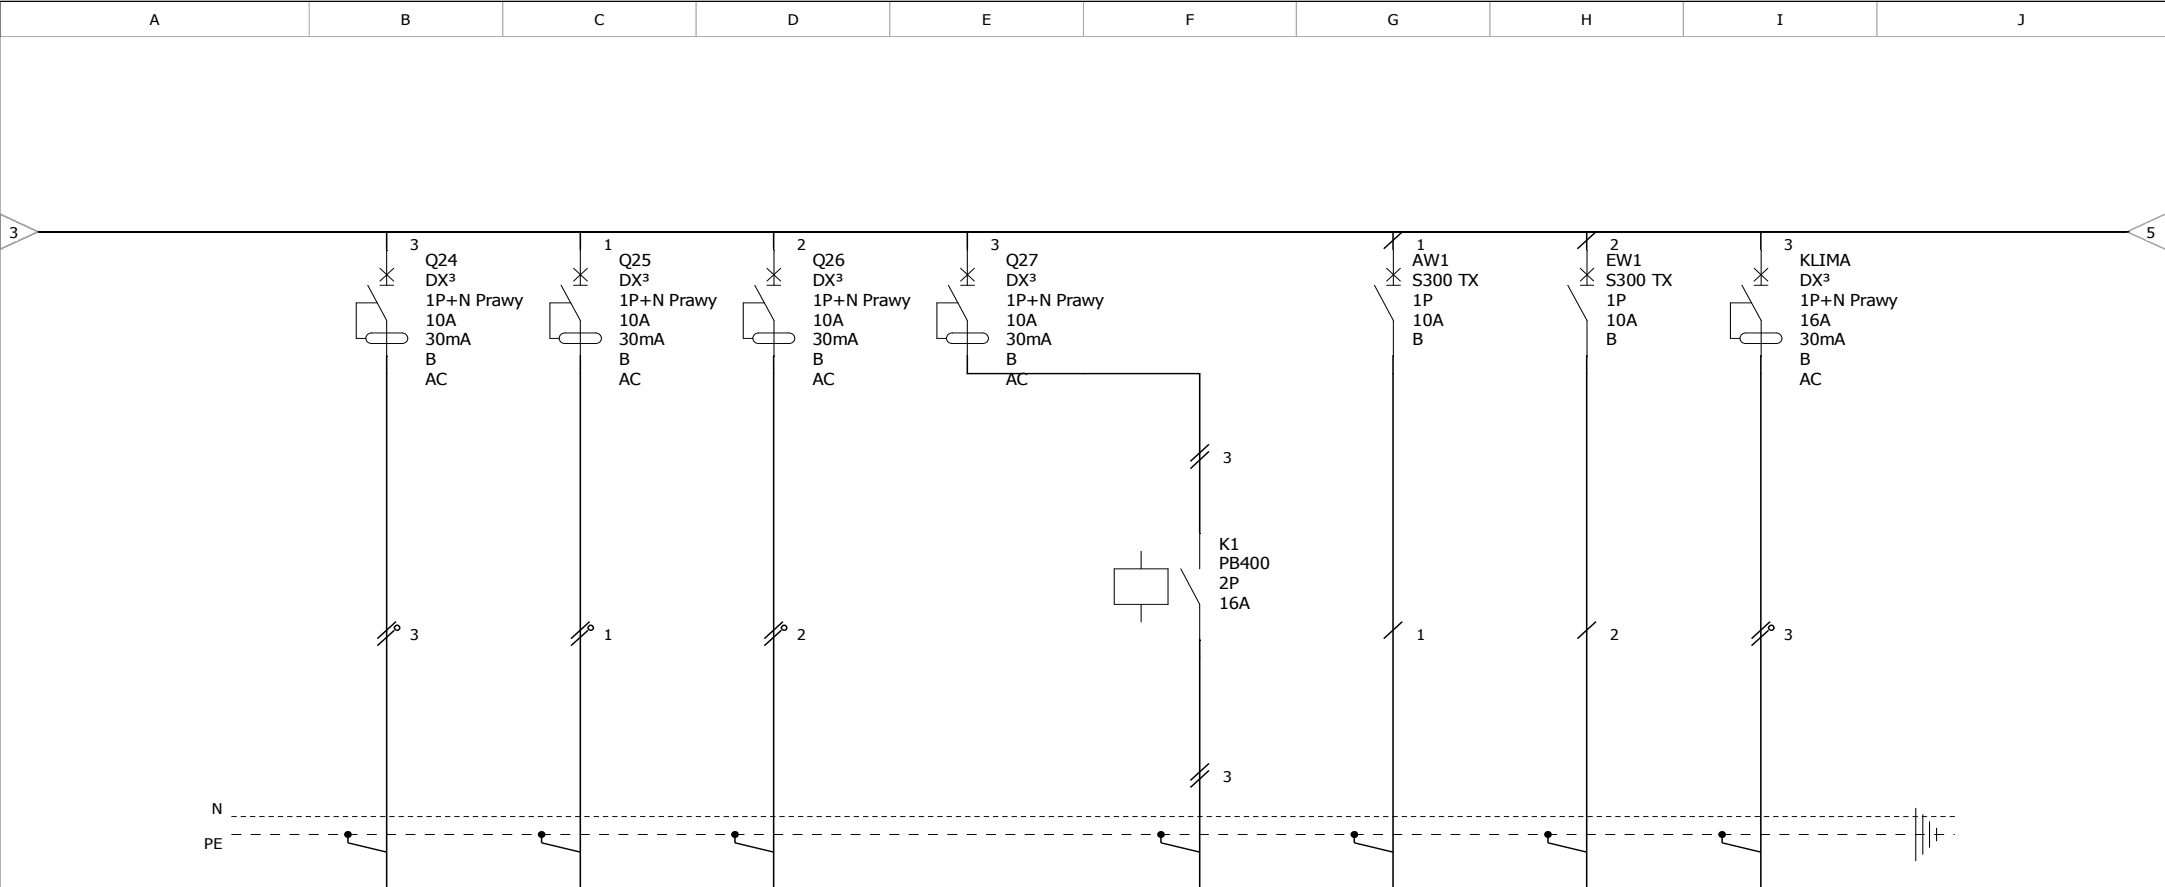 A
B
C
D
E
F
G
H
I
J
3
5
3
Q24
DX³
1P+N Prawy
10A
30mA
B
AC
1
Q25
DX³
1P+N Prawy
10A
30mA
B
AC
2
Q26
DX³
1P+N Prawy
10A
30mA
B
AC
3
Q27
DX³
1P+N Prawy
10A
30mA
B
AC
1
AW1
S300 TX
1P
10A
B
2
EW1
S300 TX
1P
10A
B
3
KLIMA
DX³
1P+N Prawy
16A
30mA
B
AC
3
K1
PB400
2P
16A
3
1
2
1
2
3
3
N
PE